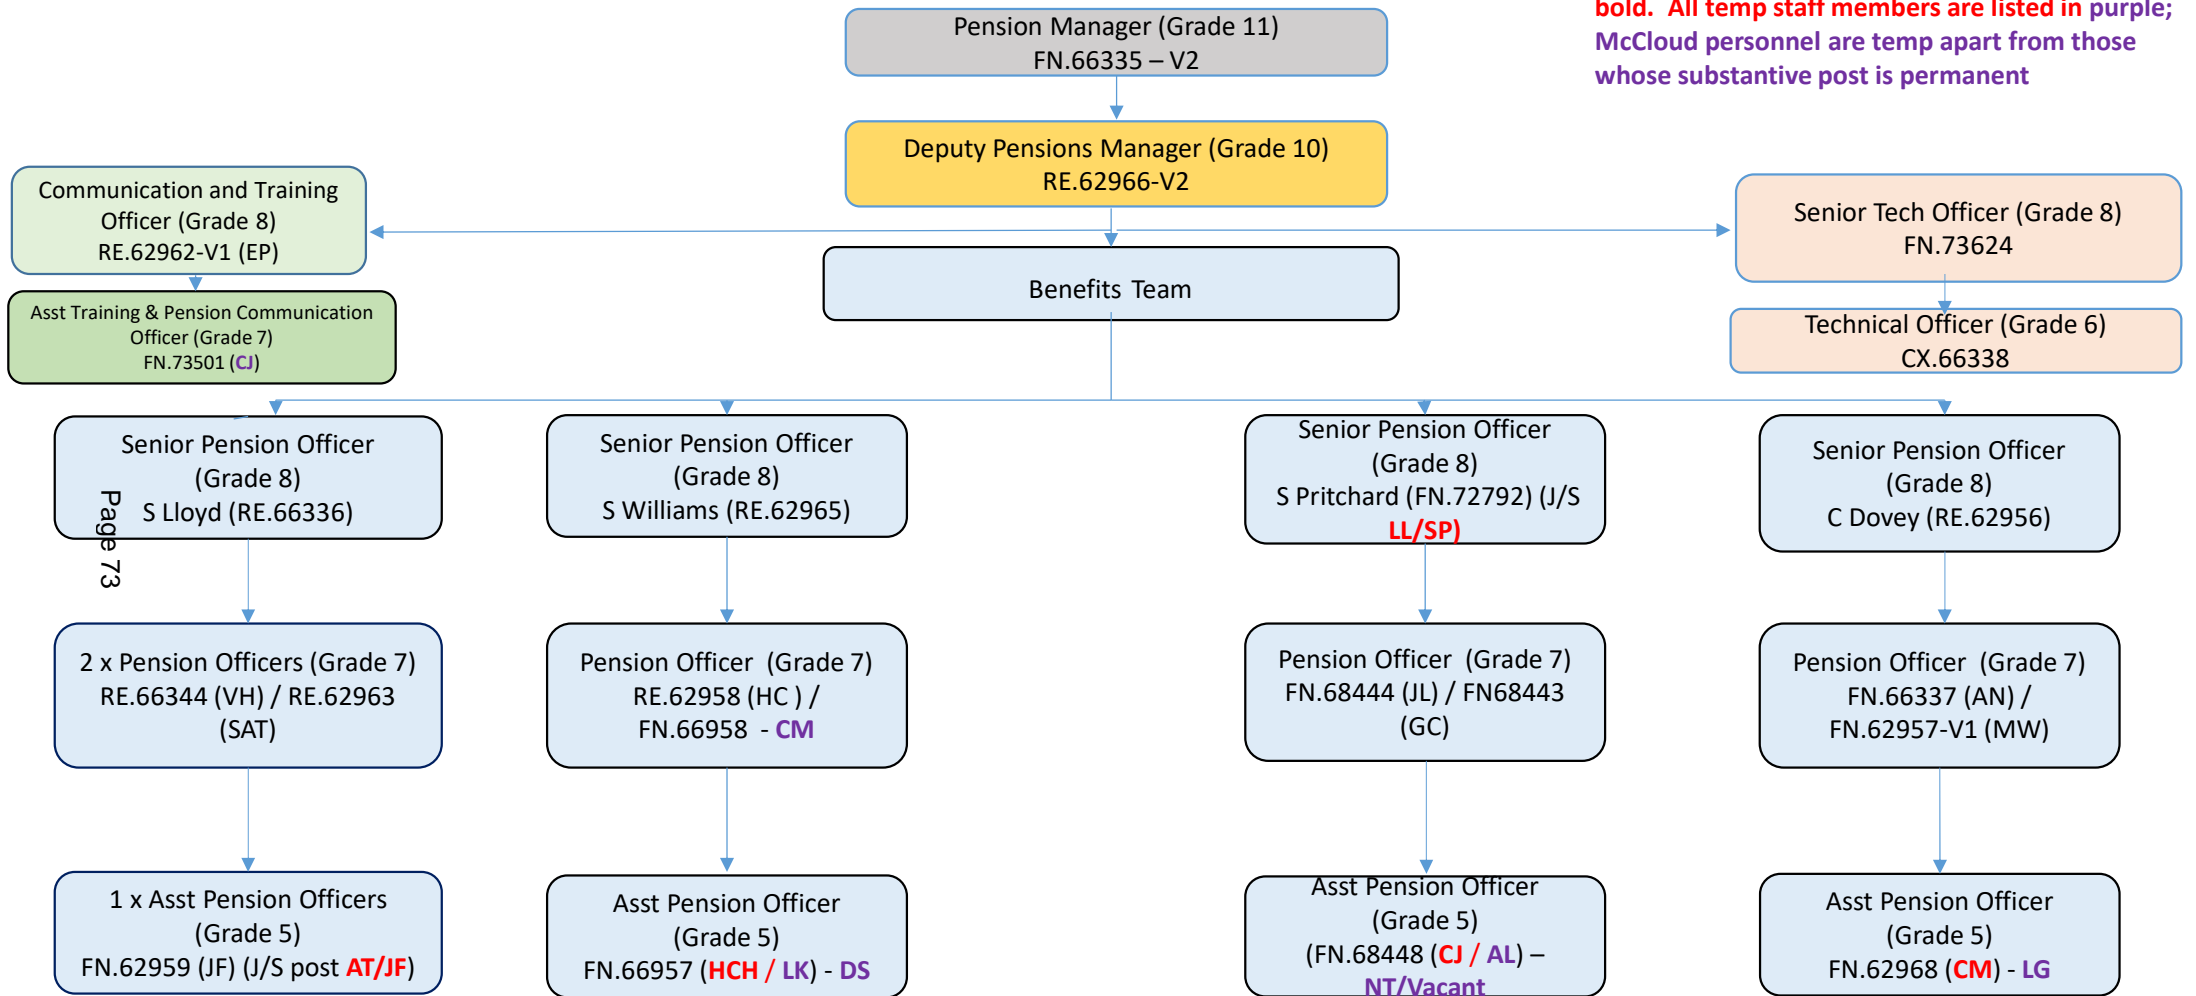 bold.  All temp staff members are listed in purple;
McCloud personnel are temp apart from those
whose substantive post is permanent
Pension Manager (Grade 11)
FN.66335 – V2
Deputy Pensions Manager (Grade 10)
RE.62966-V2
Communication and Training
Officer (Grade 8)
RE.62962-V1 (EP)
Senior Tech Officer (Grade 8)
FN.73624
Benefits Team
Asst Training & Pension Communication
Officer (Grade 7)
FN.73501 (CJ)
Technical Officer (Grade 6)
CX.66338
Senior Pension Officer
(Grade 8)
S Lloyd (RE.66336)
Senior Pension Officer
(Grade 8)
S Williams (RE.62965)
Senior Pension Officer
(Grade 8)
S Pritchard (FN.72792) (J/S
LL/SP)
Senior Pension Officer
(Grade 8)
C Dovey (RE.62956)
Page 73
2 x Pension Officers (Grade 7)
RE.66344 (VH) / RE.62963
(SAT)
Pension Officer  (Grade 7)
RE.62958 (HC ) /
FN.66958  - CM
Pension Officer  (Grade 7)
FN.68444 (JL) / FN68443
(GC)
Pension Officer  (Grade 7)
FN.66337 (AN) /
FN.62957-V1 (MW)
1 x Asst Pension Officers
(Grade 5)
FN.62959 (JF) (J/S post AT/JF)
Asst Pension Officer
(Grade 5)
FN.66957 (HCH / LK) - DS
Asst Pension Officer
(Grade 5)
(FN.68448 (CJ / AL) –
NT/Vacant
Asst Pension Officer
(Grade 5)
FN.62968 (CM) - LG